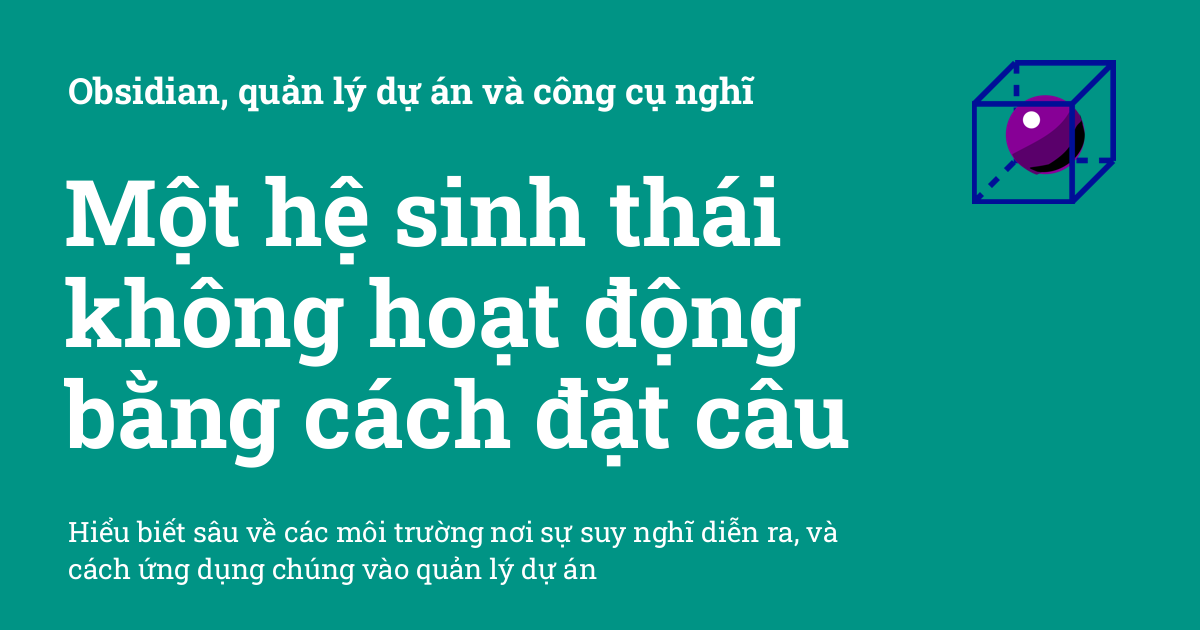 Obsidian, quản lý dự án và công cụ nghĩ
Một hệ sinh thái
không hoạt động
bằng cách đặt câu
Hiểu biết sâu về các môi trường nơi sự suy nghĩ diễn ra, và
cách ứng dụng chúng vào quản lý dự án